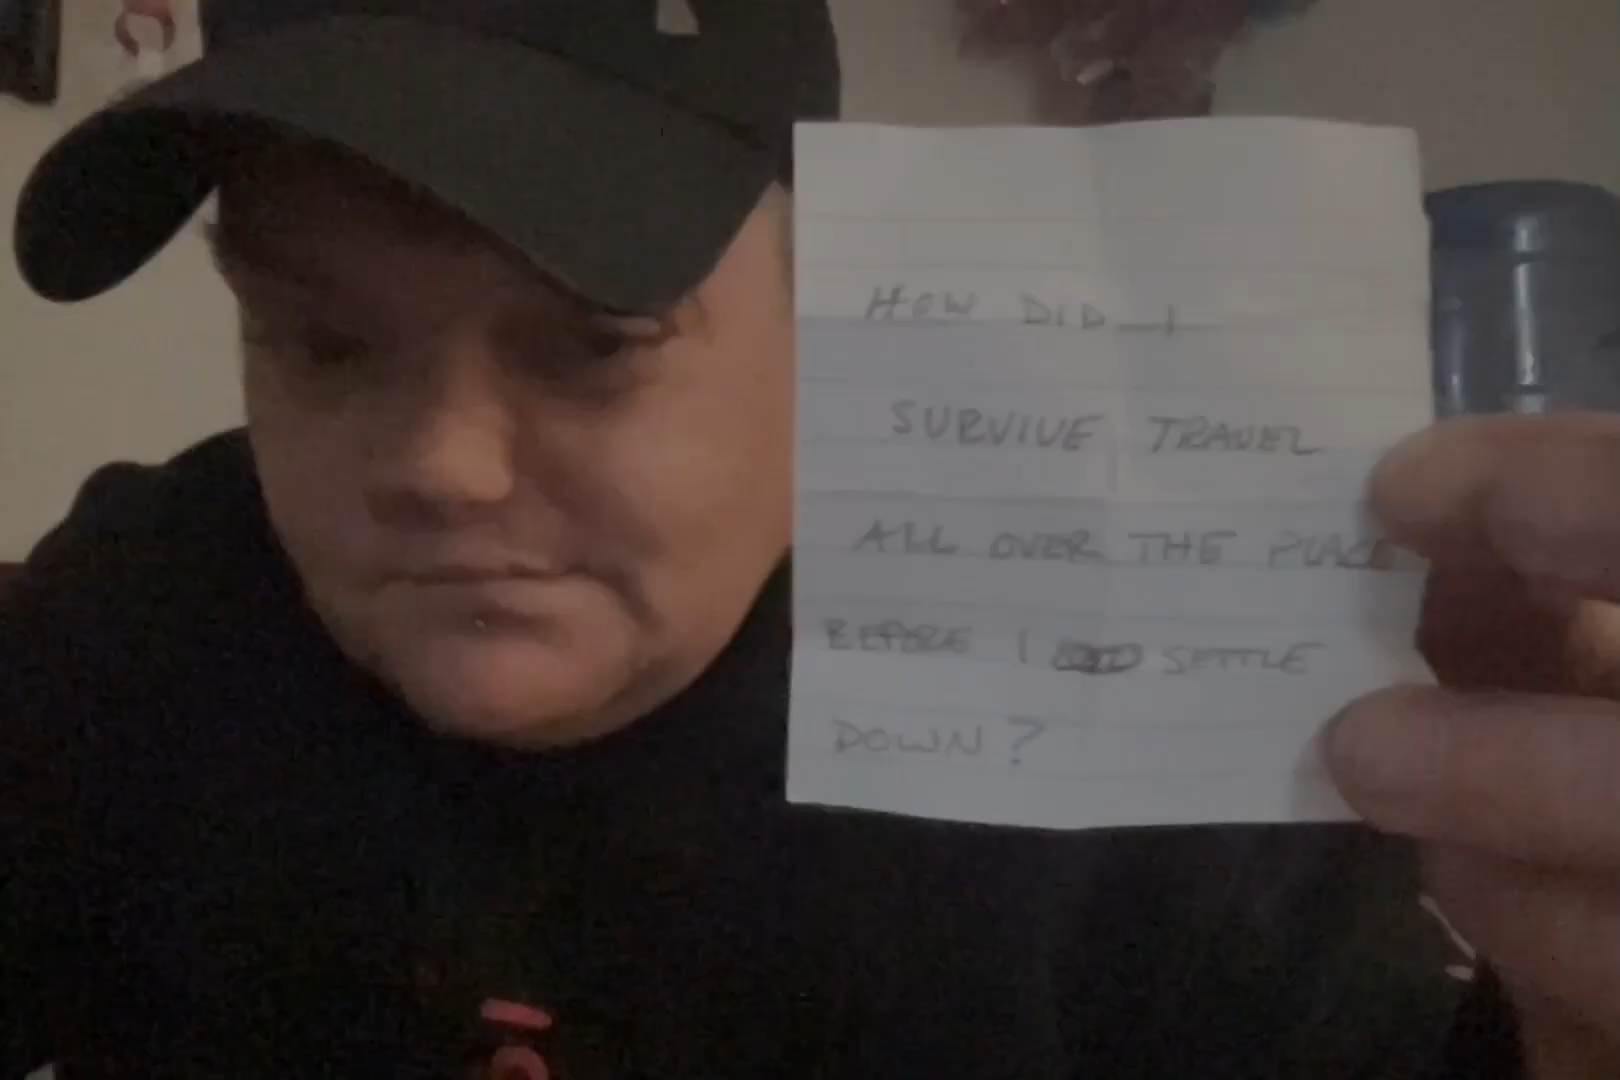 HOW DID I
SURVIVE TRAVEL
ALL OVER THE PLACE
BEFORE I SETTLE
DOWN?